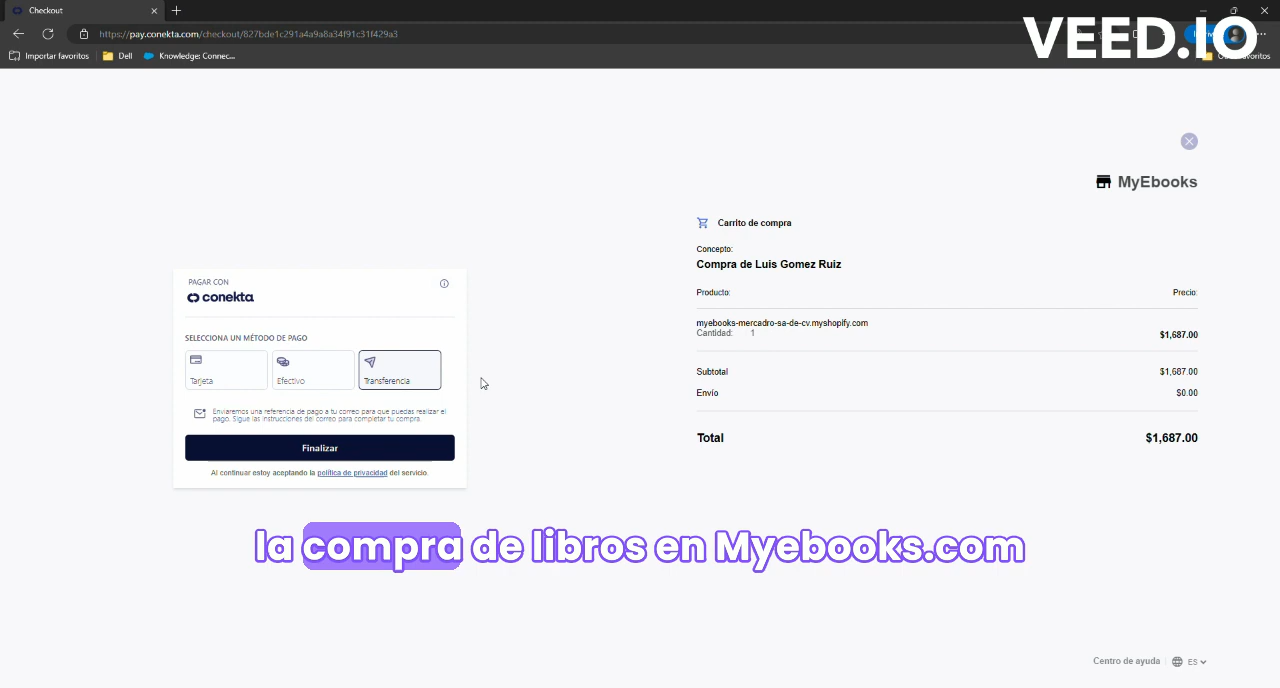 Checkout
https://pay.conekta.com/checkout/827bde1c291a4a9a8a34f91c31f429a3
Importar favoritos
Dell
Knowledge: Connec...
VEED.IO
MyEbooks
Carrito de compra
Concepto:
Compra de Luis Gomez Ruiz
Producto:
Precio:
myebooks-mercadro-sa-de-cv.myshopify.com
Cantidad: 1
$1,687.00
Subtotal
$1,687.00
Envío
$0.00
Total
$1,687.00
PAGAR CON
conekta
SELECCIONA UN MÉTODO DE PAGO
Tarjeta
Efectivo
Transferencia
Enviaremos una referencia de pago a tu correo para que puedas realizar el
pago. Sigue las instrucciones del correo para completar tu compra
Finalizar
Al continuar estoy aceptando la política de privacidad del servicio.
la compra de libros en Myebooks.com
Centro de ayuda
ES